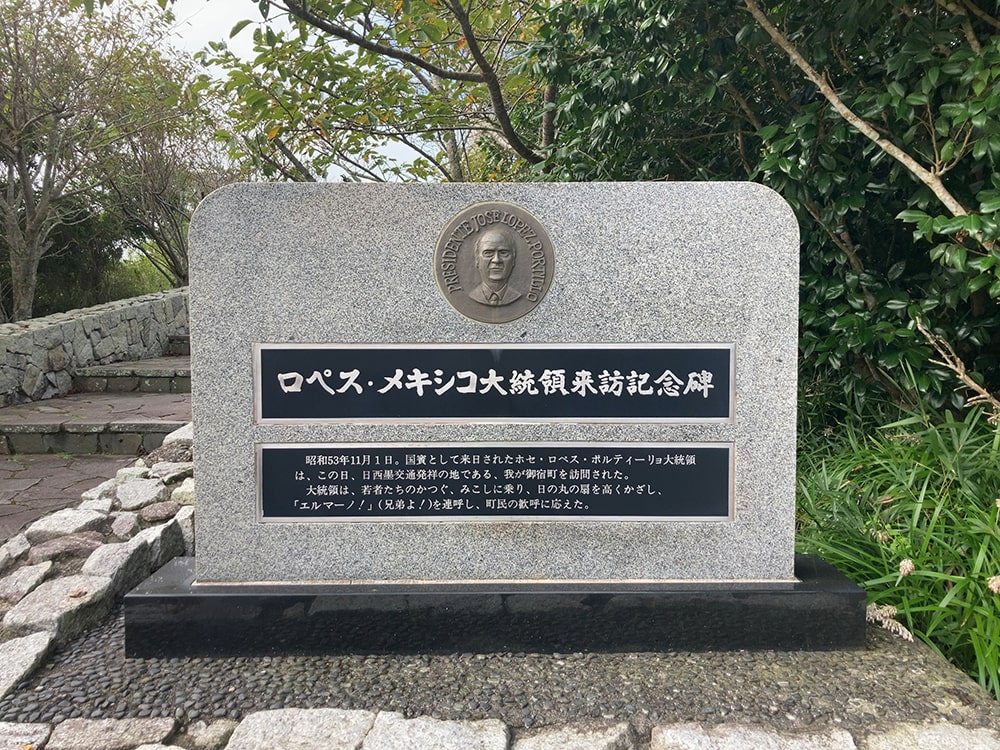 PRESIDENTE JOSE LOPEZ PORTILLO
ロペス・メキシコ大統領来訪記念碑
昭和53年11月1日。国賓として来日されたホセ・ロペス・ポルティーリョ大統領
は、この日、日西墨交通発祥の地である、我が御宿町を訪問された。
大統領は、若者たちのかつぐ、みこしに乗り、日の丸の扇を高くかざし、
「エルマーノ!」(兄弟よ!)を連呼し、町民の歓呼に応えた。